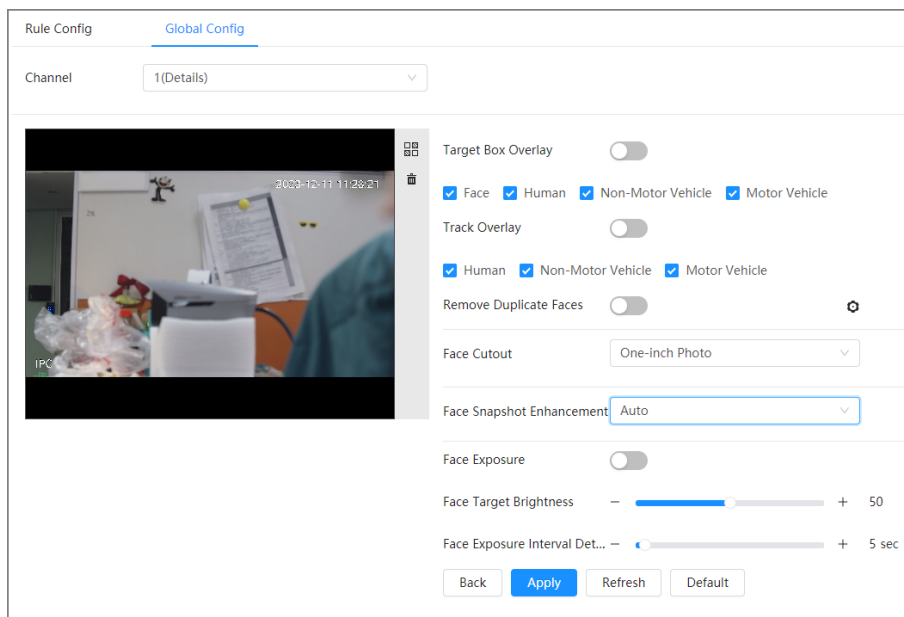 Rule Config Global Config
Channel 1(Details)
2023-12-11 11:28:21
IPC
Target Box Overlay
Face Human Non-Motor Vehicle Motor Vehicle
Track Overlay
Human Non-Motor Vehicle Motor Vehicle
Remove Duplicate Faces
Face Cutout One-inch Photo
Face Snapshot Enhancement Auto
Face Exposure
Face Target Brightness − + 50
Face Exposure Interval Det... − + 5 sec
Back Apply Refresh Default